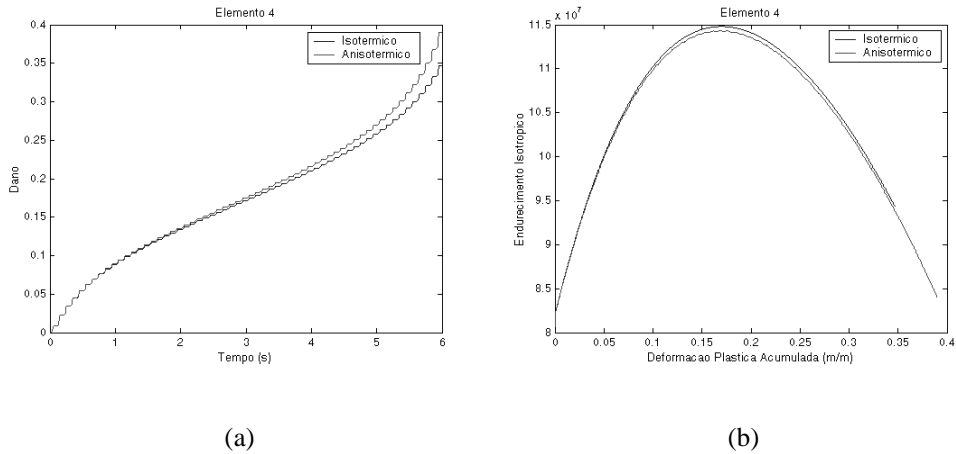 Elemento 4
0.4
0.35
0.3
0.25
0.2
0.15
0.1
0.05
0
Dano
Isotermico
Anisotermico
0 1 2 3 4 5 6
Tempo (s)
(a)
Elemento 4
x 10⁷
11.5
11
10.5
10
9.5
9
8.5
8
Endurecimento Isotropico
Isotermico
Anisotermico
0 0.05 0.1 0.15 0.2 0.25 0.3 0.35 0.4
Deformacao Plastica Acumulada (m/m)
(b)